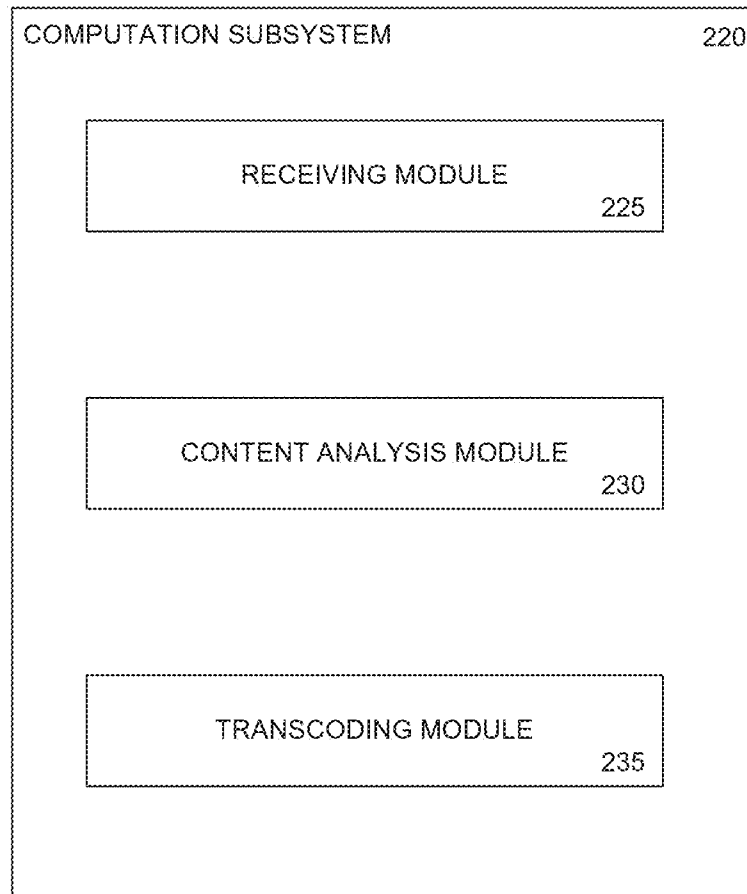 COMPUTATION SUBSYSTEM 220
RECEIVING MODULE
225
CONTENT ANALYSIS MODULE
230
TRANSCODING MODULE
235